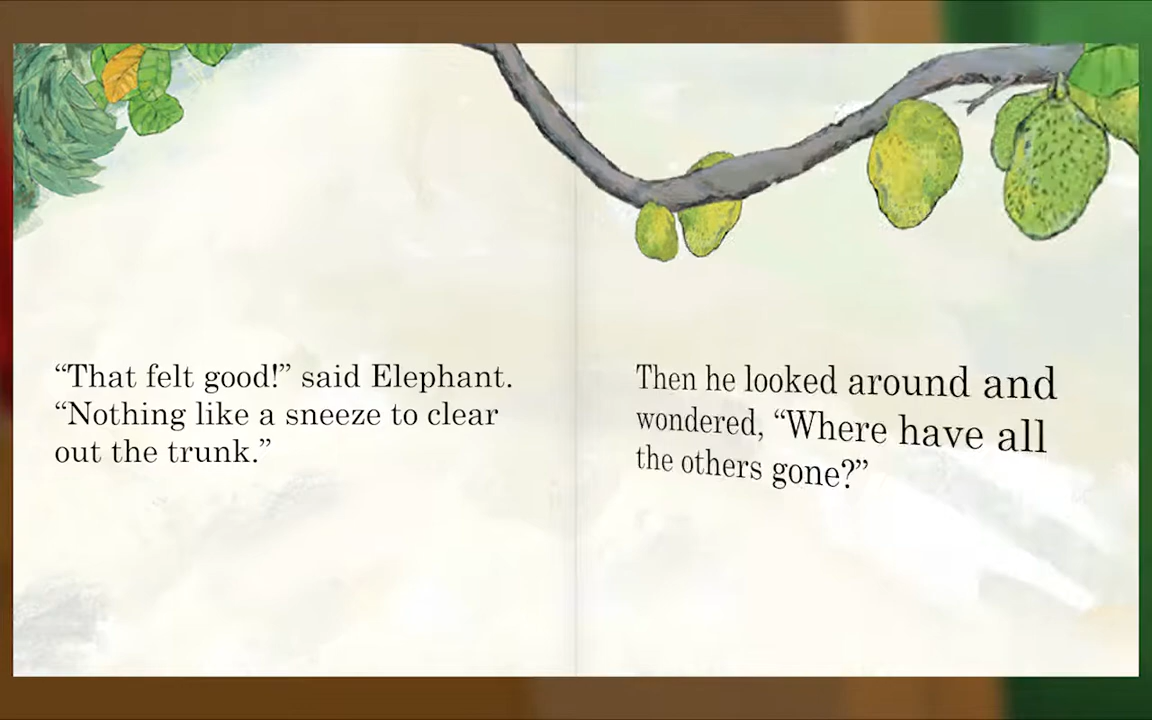 “That felt good!” said Elephant.
“Nothing like a sneeze to clear
out the trunk.”
Then he looked around and
wondered, “Where have all
the others gone?”